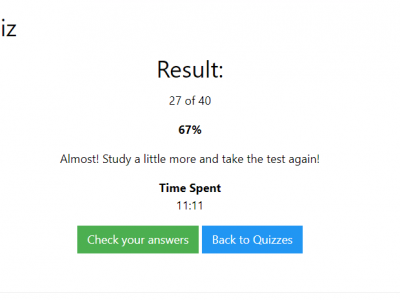 iz
Result:
27 of 40
67%
Almost! Study a little more and take the test again!
Time Spent
11:11
Check your answers Back to Quizzes